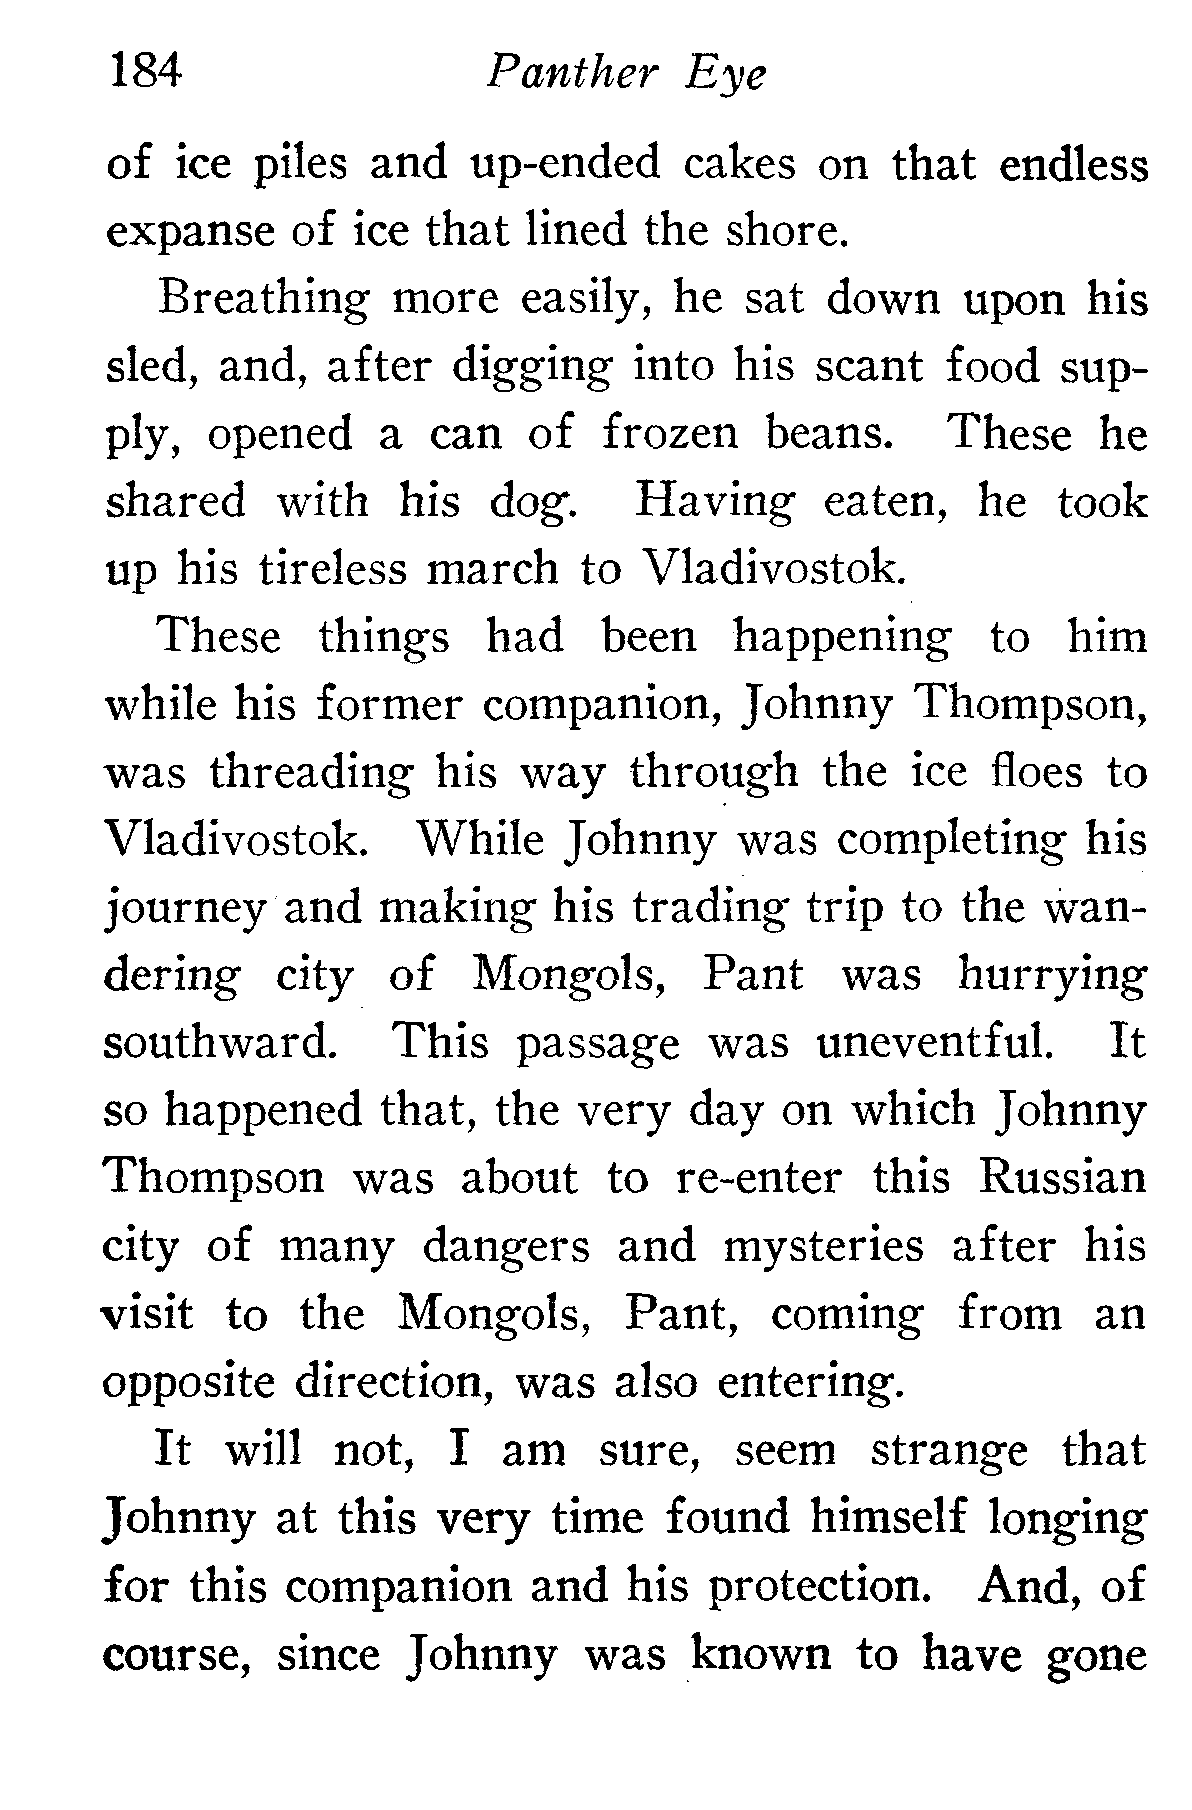 184 Panther Eye
of ice piles and up-ended cakes on that endless
expanse of ice that lined the shore.
Breathing more easily, he sat down upon his
sled, and, after digging into his scant food sup-
ply, opened a can of frozen beans. These he
shared with his dog. Having eaten, he took
up his tireless march to Vladivostok.
These things had been happening to him
while his former companion, Johnny Thompson,
was threading his way through the ice floes to
Vladivostok. While Johnny was completing his
journey and making his trading trip to the wan-
dering city of Mongols, Pant was hurrying
southward. This passage was uneventful. It
so happened that, the very day on which Johnny
Thompson was about to re-enter this Russian
city of many dangers and mysteries after his
visit to the Mongols, Pant, coming from an
opposite direction, was also entering.
It will not, I am sure, seem strange that
Johnny at this very time found himself longing
for this companion and his protection. And, of
course, since Johnny was known to have gone